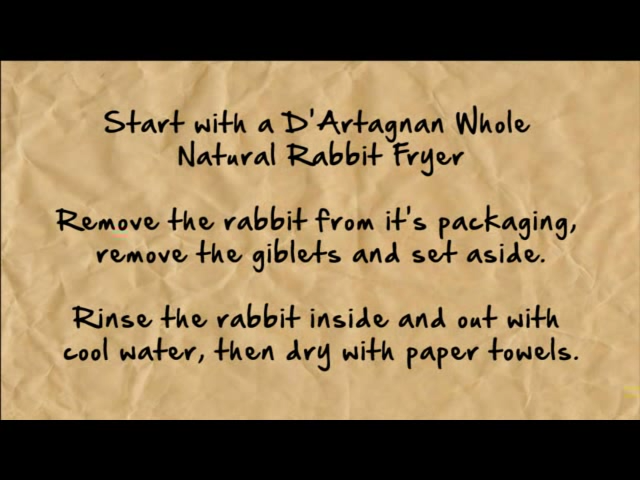 Start with a D'Artagnan Whole
Natural Rabbit Fryer
Remove the rabbit from it's packaging,
remove the giblets and set aside.
Rinse the rabbit inside and out with
cool water, then dry with paper towels.